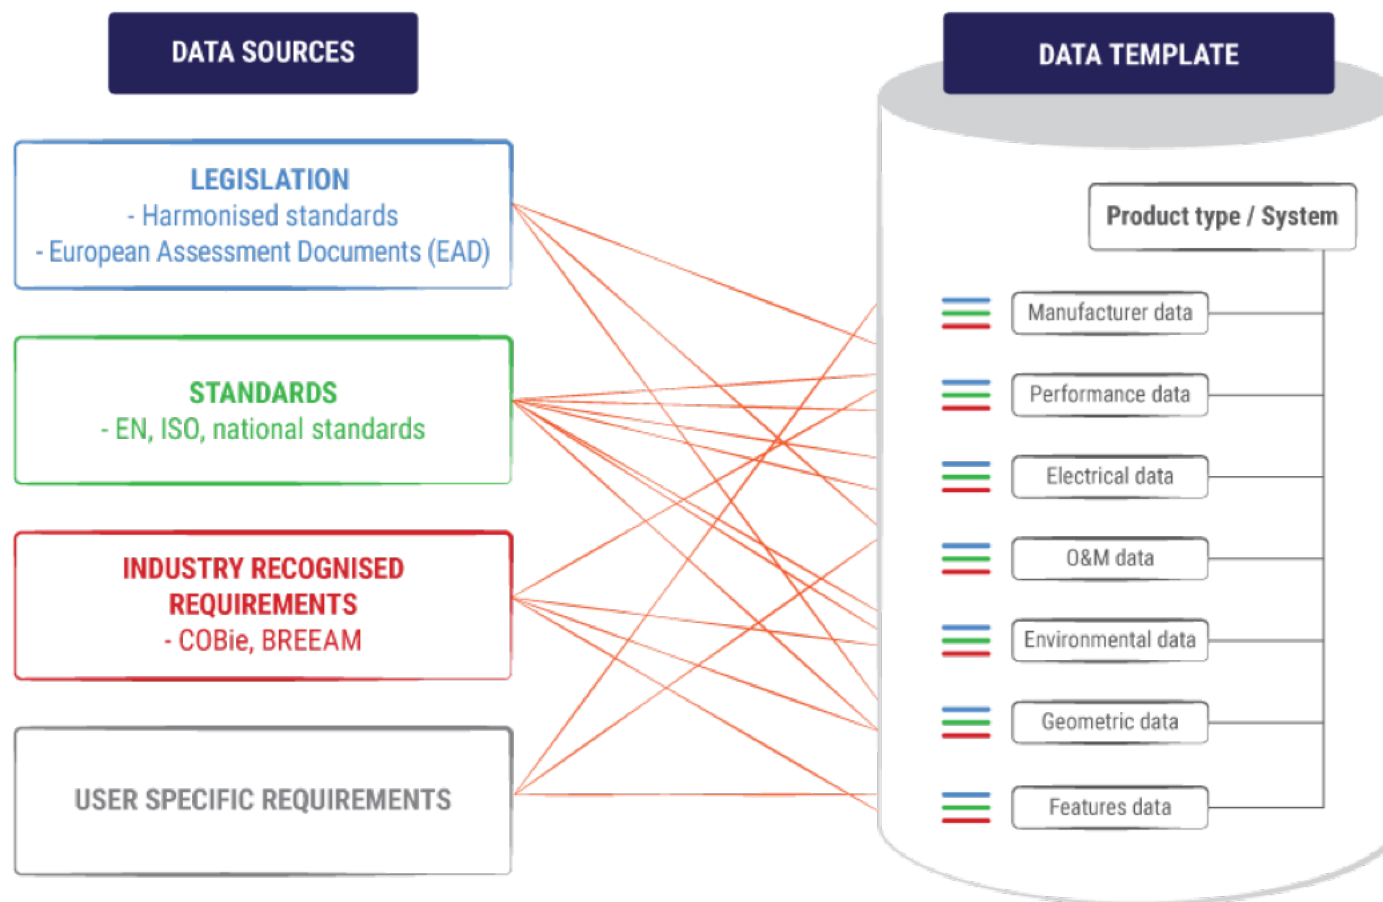 DATA SOURCES
LEGISLATION
- Harmonised standards
- European Assessment Documents (EAD)
STANDARDS
- EN, ISO, national standards
INDUSTRY RECOGNISED
REQUIREMENTS
- COBie, BREEAM
USER SPECIFIC REQUIREMENTS
DATA TEMPLATE
Product type / System
Manufacturer data
Performance data
Electrical data
O&M data
Environmental data
Geometric data
Features data